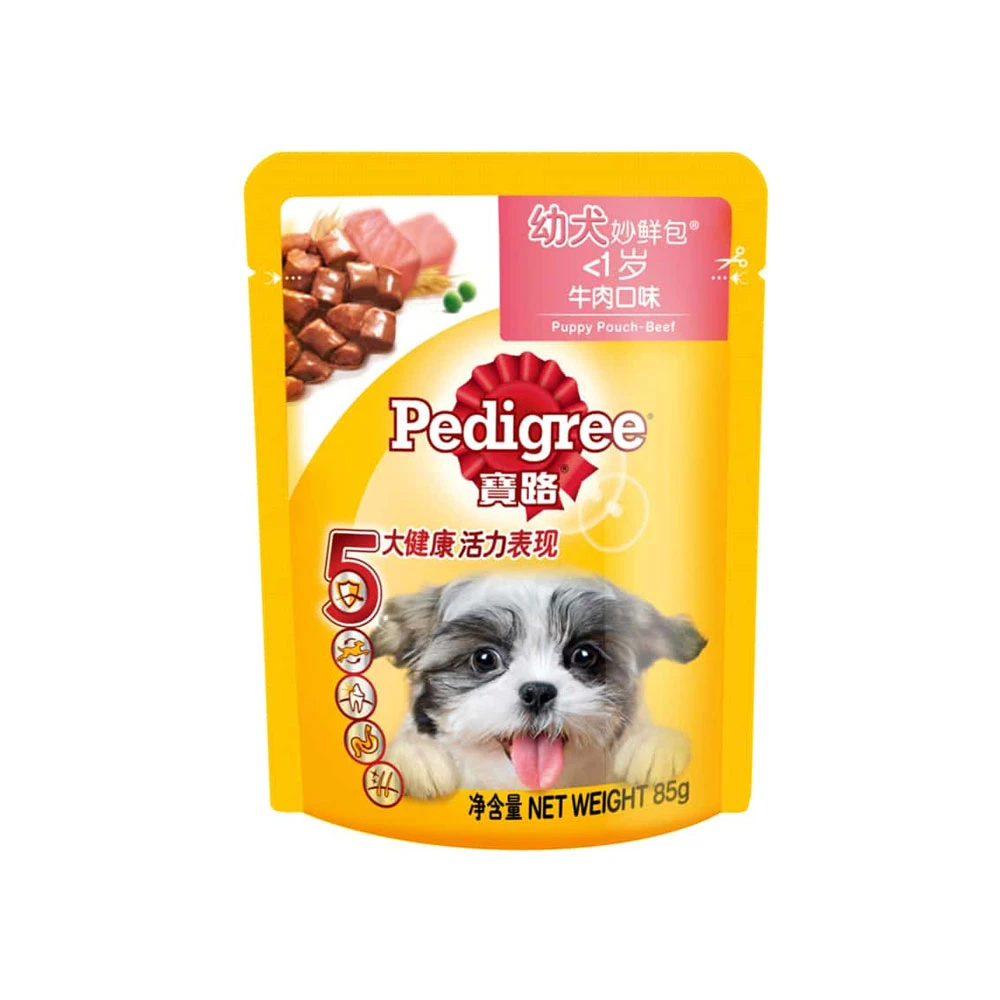 幼犬妙鲜包®
<1岁
牛肉口味
Puppy Pouch-Beef
Pedigree®
寶路®
5大健康 活力表现
净含量 NET WEIGHT 85g